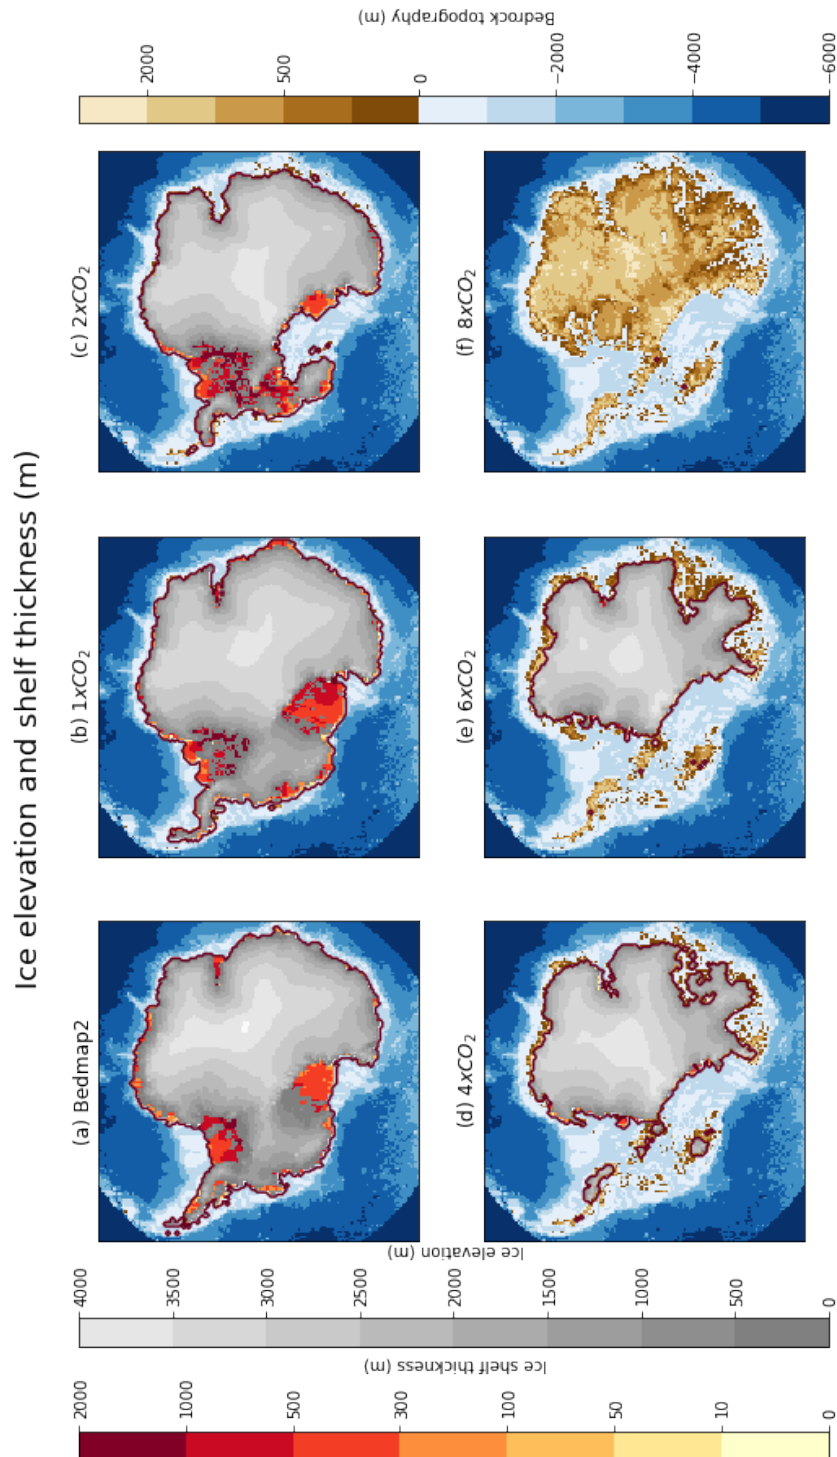 Ice elevation and shelf thickness (m)
(a) Bedmap2
(b) 1xCO₂
(c) 2xCO₂
(d) 4xCO₂
(e) 6xCO₂
(f) 8xCO₂
2000
1000
500
300
100
50
10
0
Ice shelf thickness (m)
4000
3500
3000
2500
2000
1500
1000
500
0
Ice elevation (m)
2000
500
0
−2000
−4000
−6000
Bedrock topography (m)